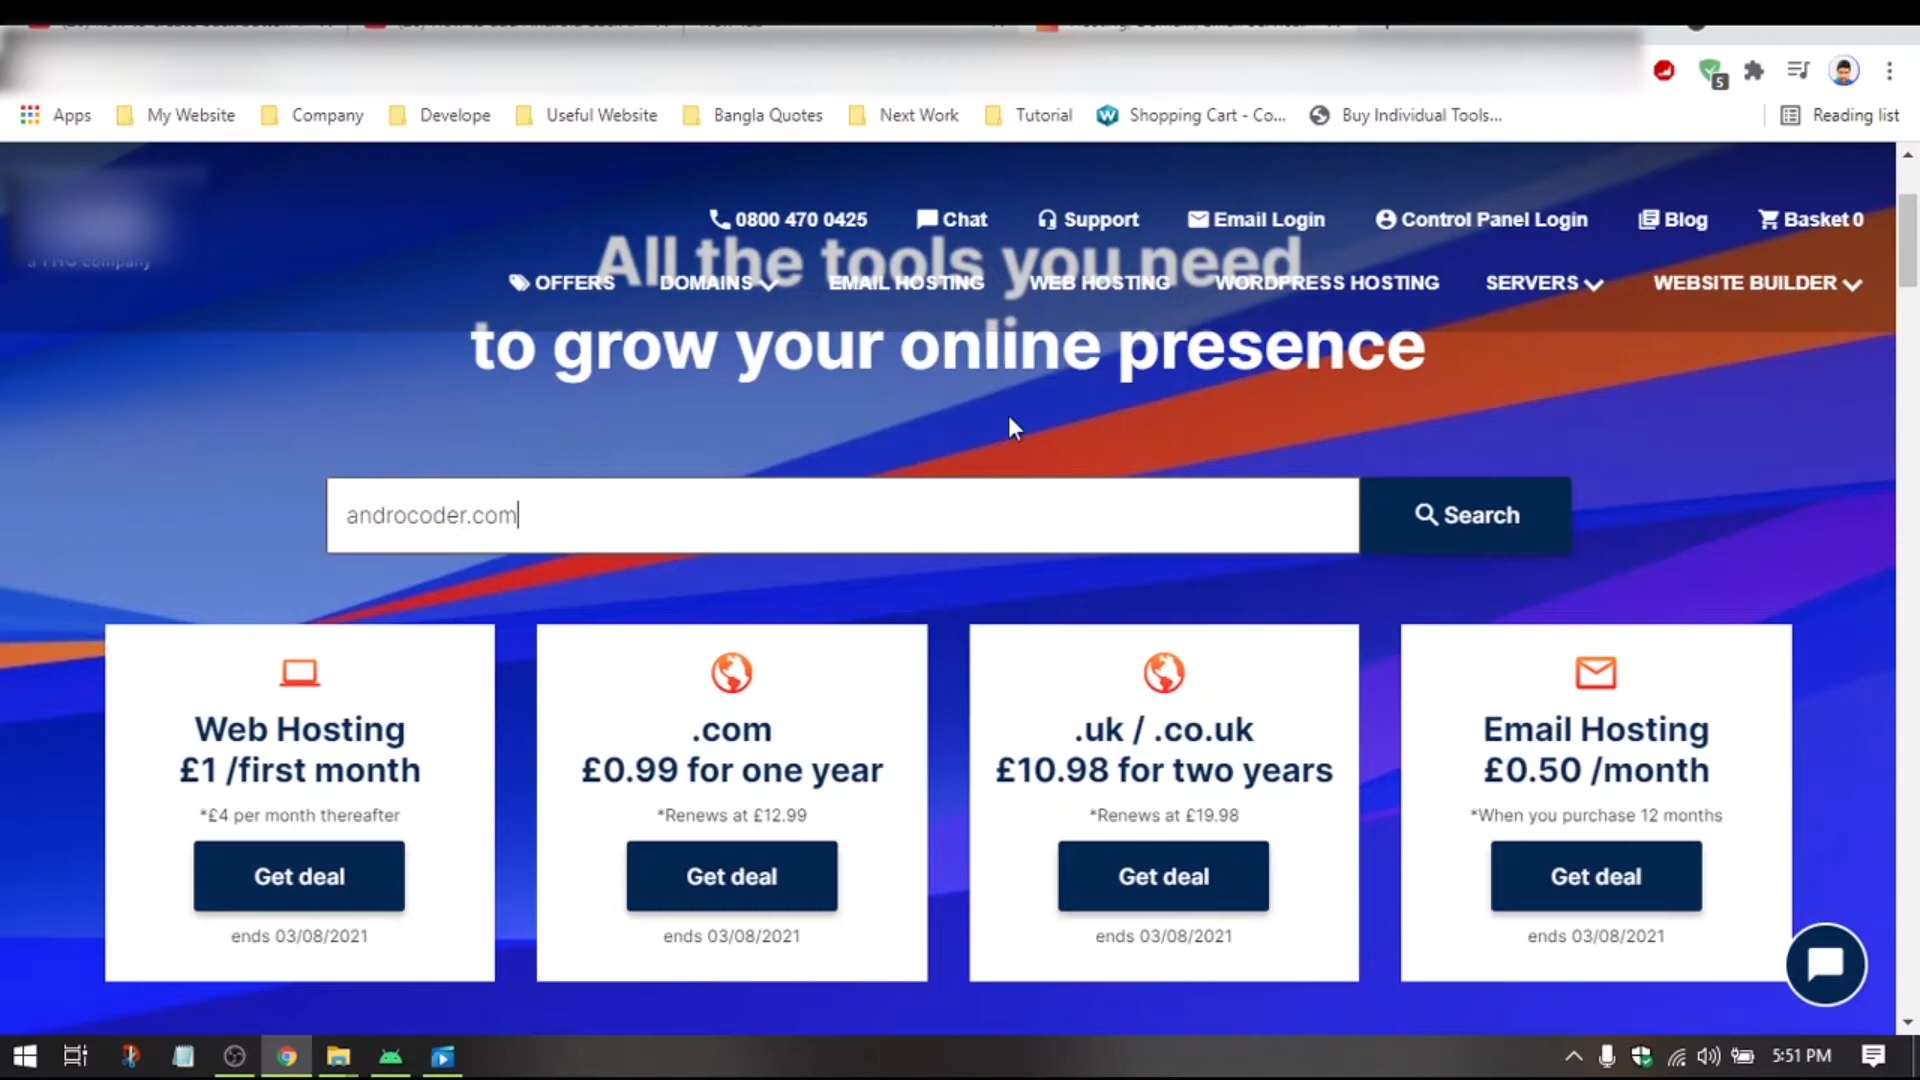 Apps My Website Company Develope Useful Website Bangla Quotes Next Work Tutorial Shopping Cart - Co... Buy Individual Tools... Reading list
5
0800 470 0425 Chat Support Email Login Control Panel Login Blog Basket 0
All the tools you need
OFFERS DOMAINS EMAIL HOSTING WEB HOSTING WORDPRESS HOSTING SERVERS WEBSITE BUILDER
to grow your online presence
androcoder.com Search
Web Hosting
£1 /first month
*£4 per month thereafter
Get deal
ends 03/08/2021
.com
£0.99 for one year
*Renews at £12.99
Get deal
ends 03/08/2021
.uk / .co.uk
£10.98 for two years
*Renews at £19.98
Get deal
ends 03/08/2021
Email Hosting
£0.50 /month
*When you purchase 12 months
Get deal
ends 03/08/2021
5:51 PM